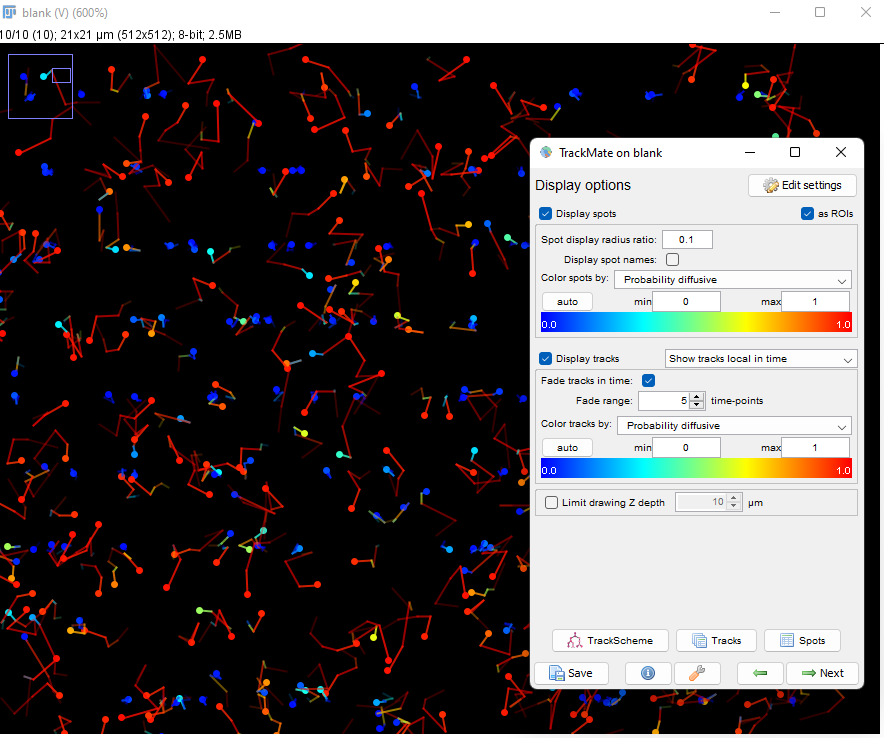 blank (V) (600%)
10/10 (10); 21x21 µm (512x512); 8-bit; 2.5MB
TrackMate on blank
Display options
Edit settings
Display spots
as ROIs
Spot display radius ratio: 0.1
Display spot names:
Color spots by: Probability diffusive
auto min 0 max 1
0.0 1.0
Display tracks Show tracks local in time
Fade tracks in time:
Fade range: 5 time-points
Color tracks by: Probability diffusive
auto min 0 max 1
0.0 1.0
Limit drawing Z depth 10 µm
TrackScheme Tracks Spots
Save Next